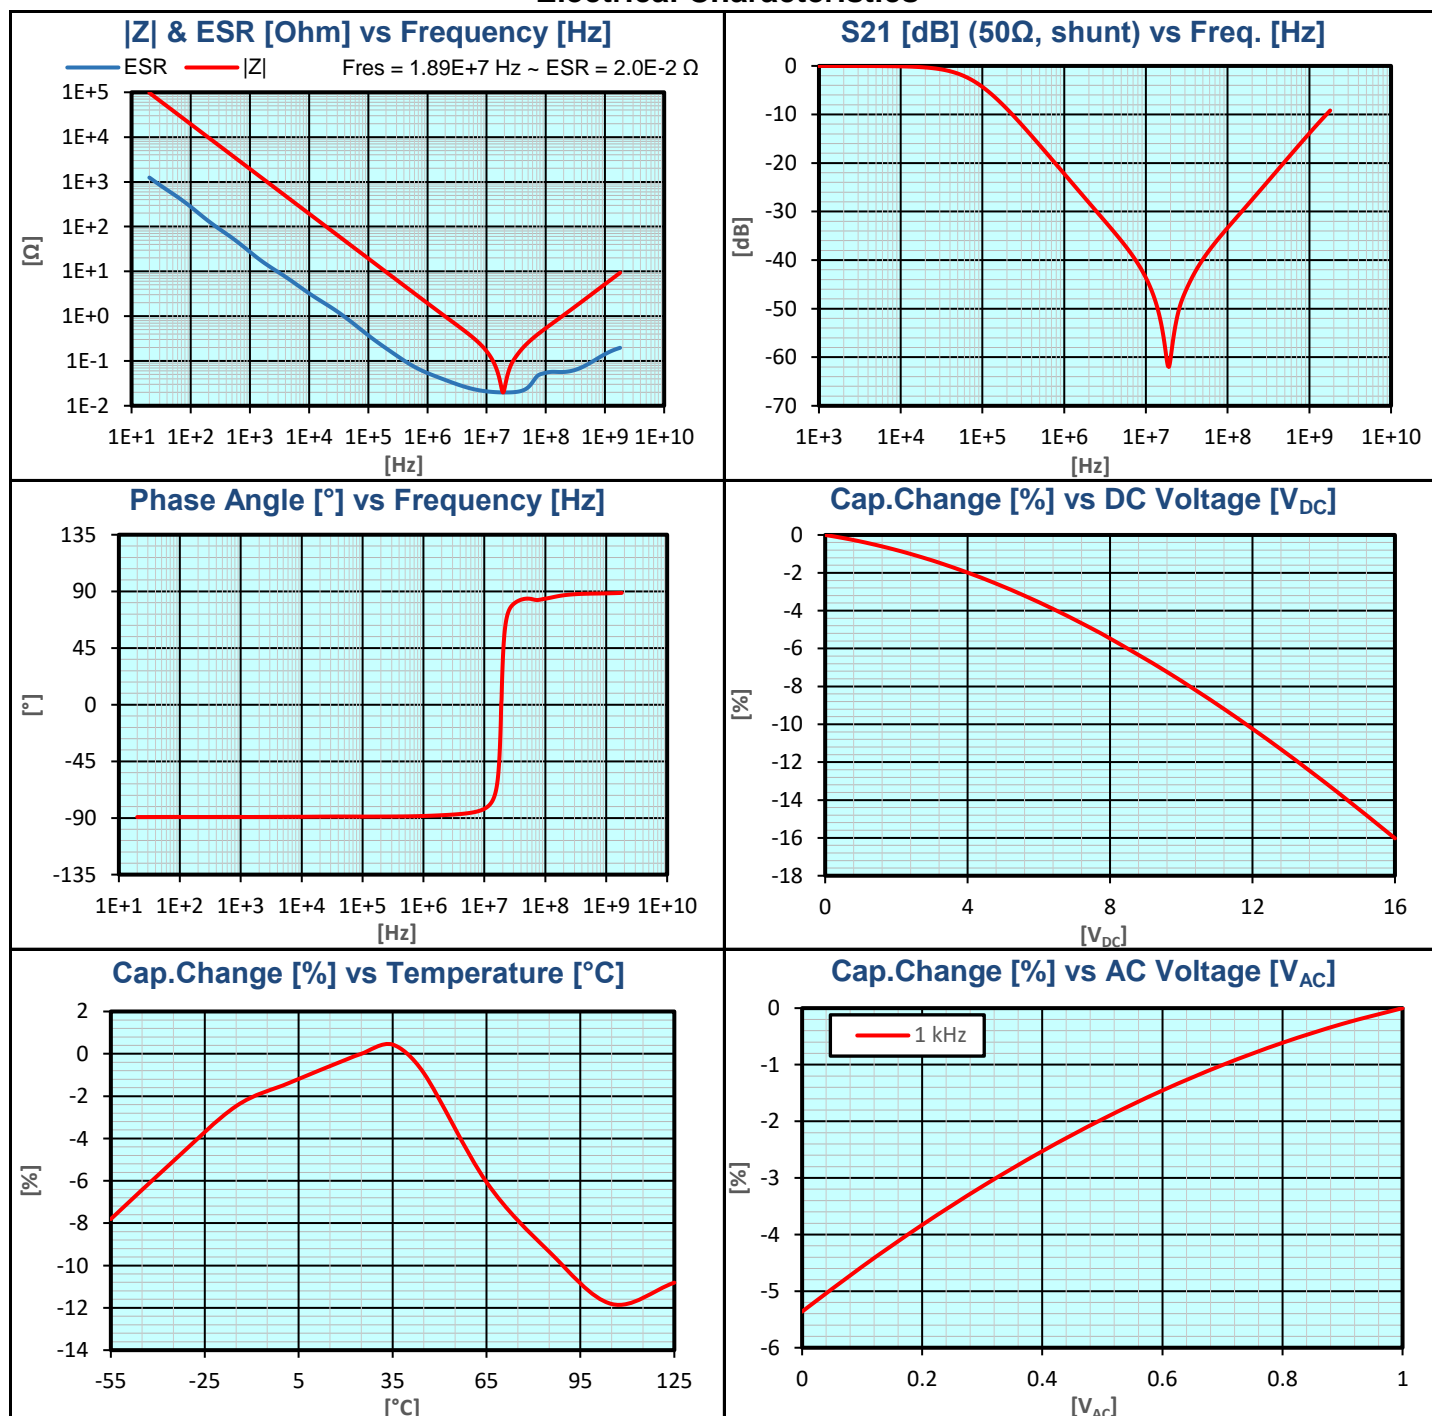 |Z| & ESR [Ohm] vs Frequency [Hz]
ESR |Z| Fres = 1.89E+7 Hz ~ ESR = 2.0E-2 Ω
1E+5
1E+4
1E+3
1E+2
1E+1
1E+0
1E-1
1E-2
[Ω]
1E+1 1E+2 1E+3 1E+4 1E+5 1E+6 1E+7 1E+8 1E+9 1E+10
[Hz]
S21 [dB] (50Ω, shunt) vs Freq. [Hz]
0
-10
-20
-30
-40
-50
-60
-70
[dB]
1E+3 1E+4 1E+5 1E+6 1E+7 1E+8 1E+9 1E+10
[Hz]
Phase Angle [°] vs Frequency [Hz]
135
90
45
0
-45
-90
-135
[°]
1E+1 1E+2 1E+3 1E+4 1E+5 1E+6 1E+7 1E+8 1E+9 1E+10
[Hz]
Cap.Change [%] vs DC Voltage [VDC]
0
-2
-4
-6
-8
-10
-12
-14
-16
-18
[%]
0 4 8 12 16
[VDC]
Cap.Change [%] vs Temperature [°C]
2
0
-2
-4
-6
-8
-10
-12
-14
[%]
-55 -25 5 35 65 95 125
[°C]
Cap.Change [%] vs AC Voltage [VAC]
1 kHz
0
-1
-2
-3
-4
-5
-6
[%]
0 0.2 0.4 0.6 0.8 1
[VAC]